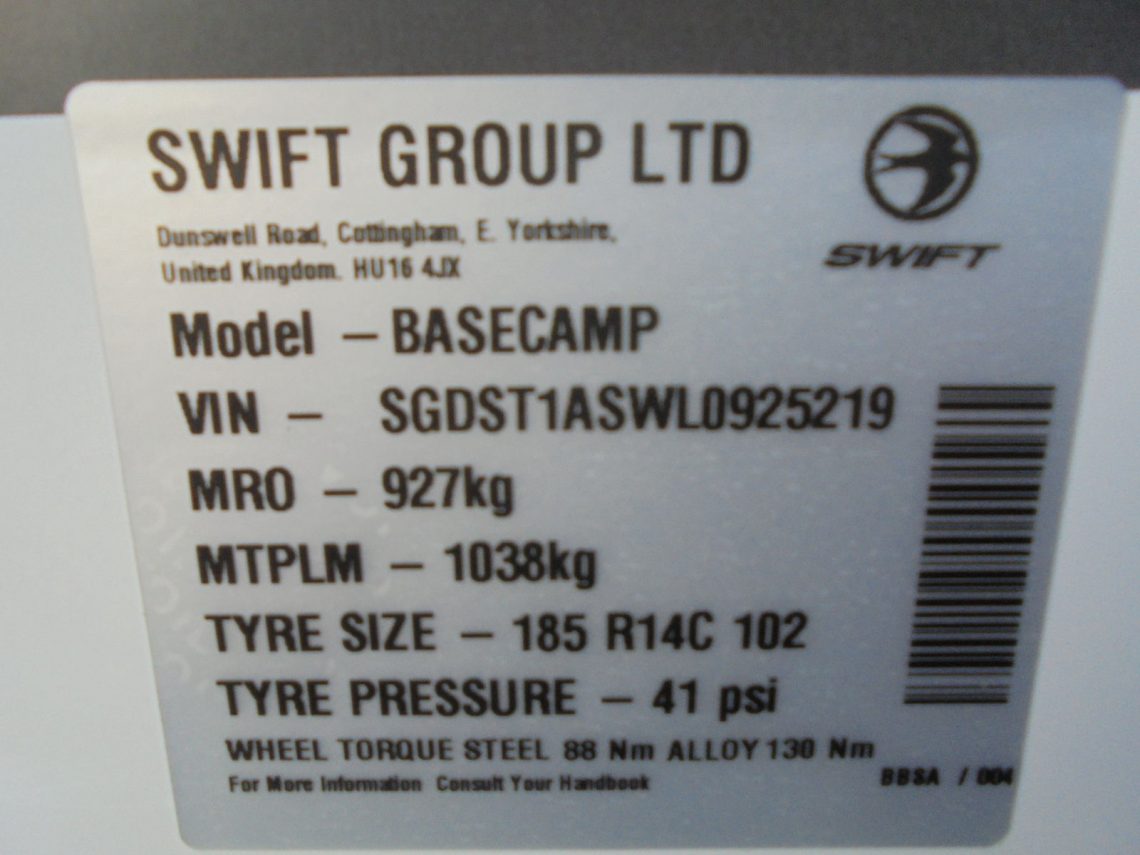 SWIFT GROUP LTD
Dunswell Road, Cottingham, E. Yorkshire,
United Kingdom. HU16 4JX
SWIFT
Model – BASECAMP
VIN – SGDST1ASWL0925219
MRO – 927kg
MTPLM – 1038kg
TYRE SIZE – 185 R14C 102
TYRE PRESSURE – 41 psi
WHEEL TORQUE STEEL 88 Nm ALLOY 130 Nm
For More Information Consult Your Handbook
BBSA / 004